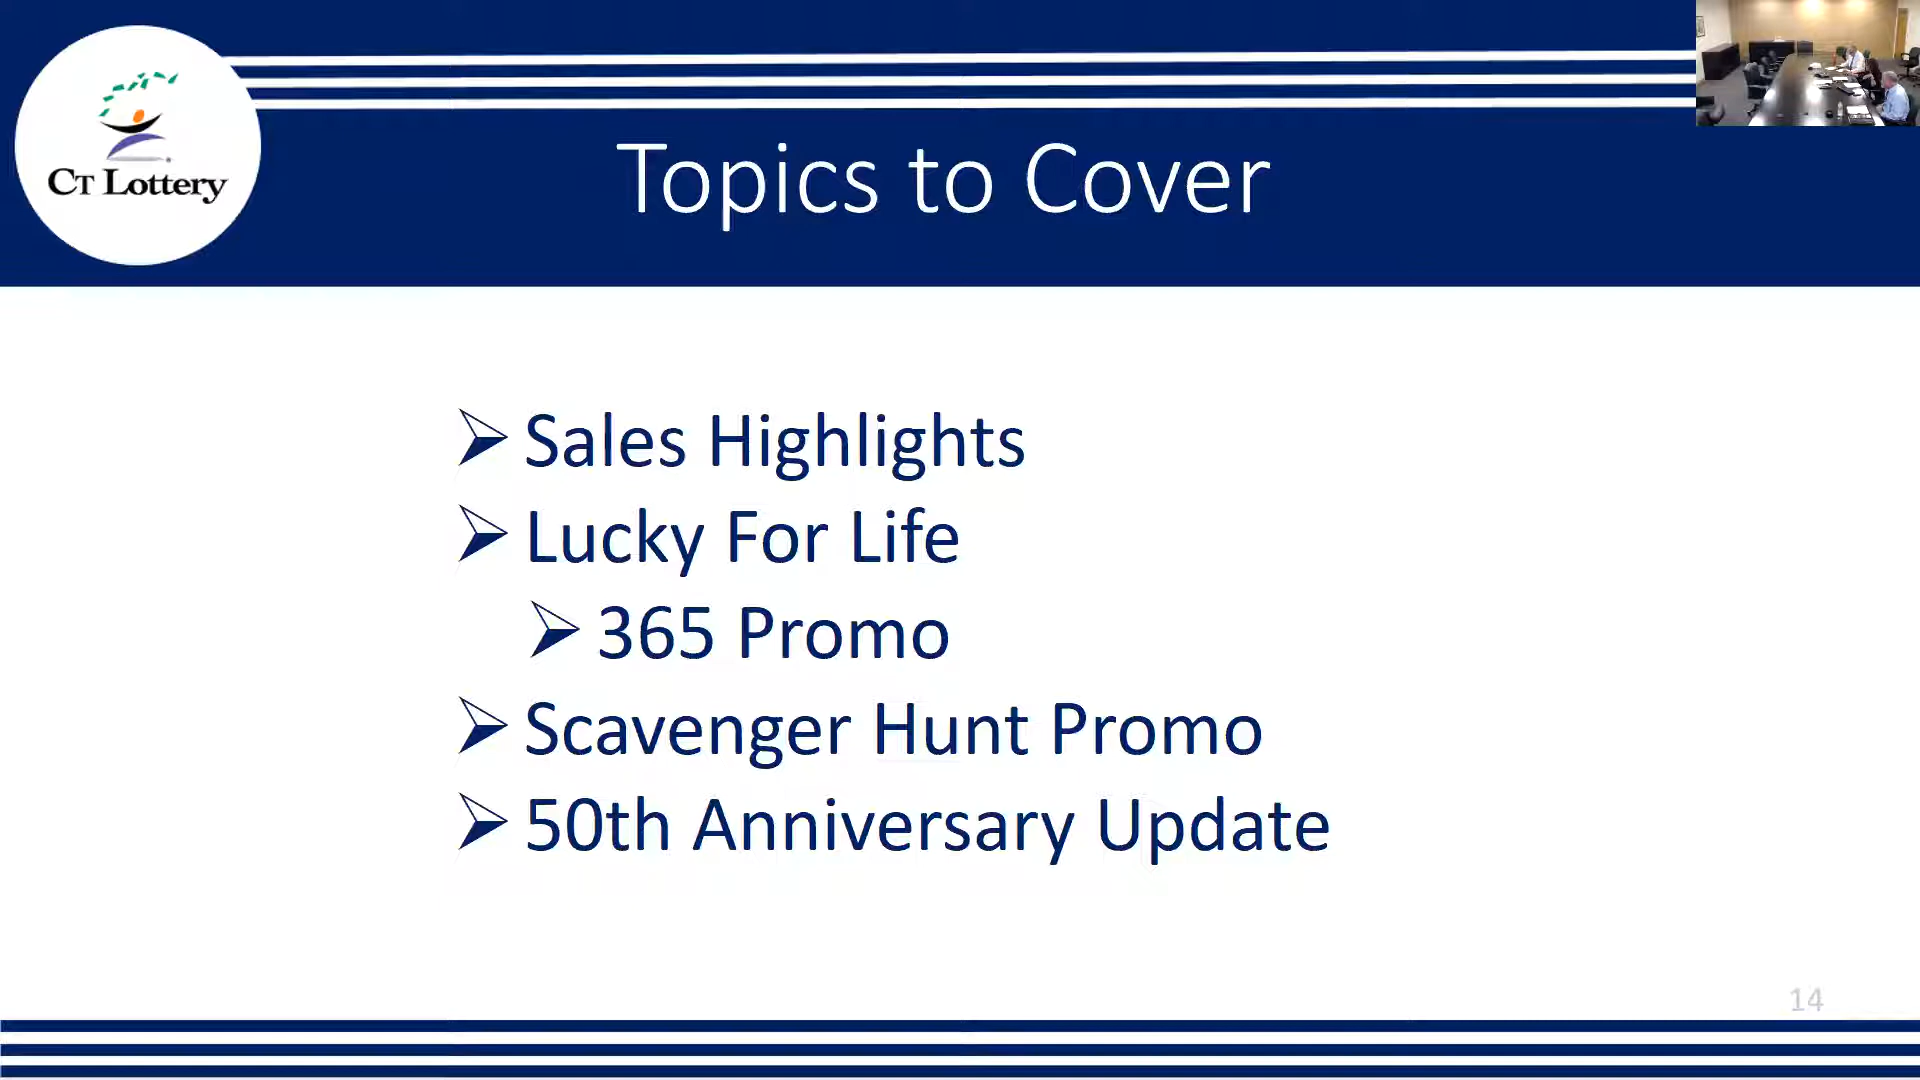 CT Lottery
Topics to Cover
Sales Highlights
Lucky For Life
365 Promo
Scavenger Hunt Promo
50th Anniversary Update
14